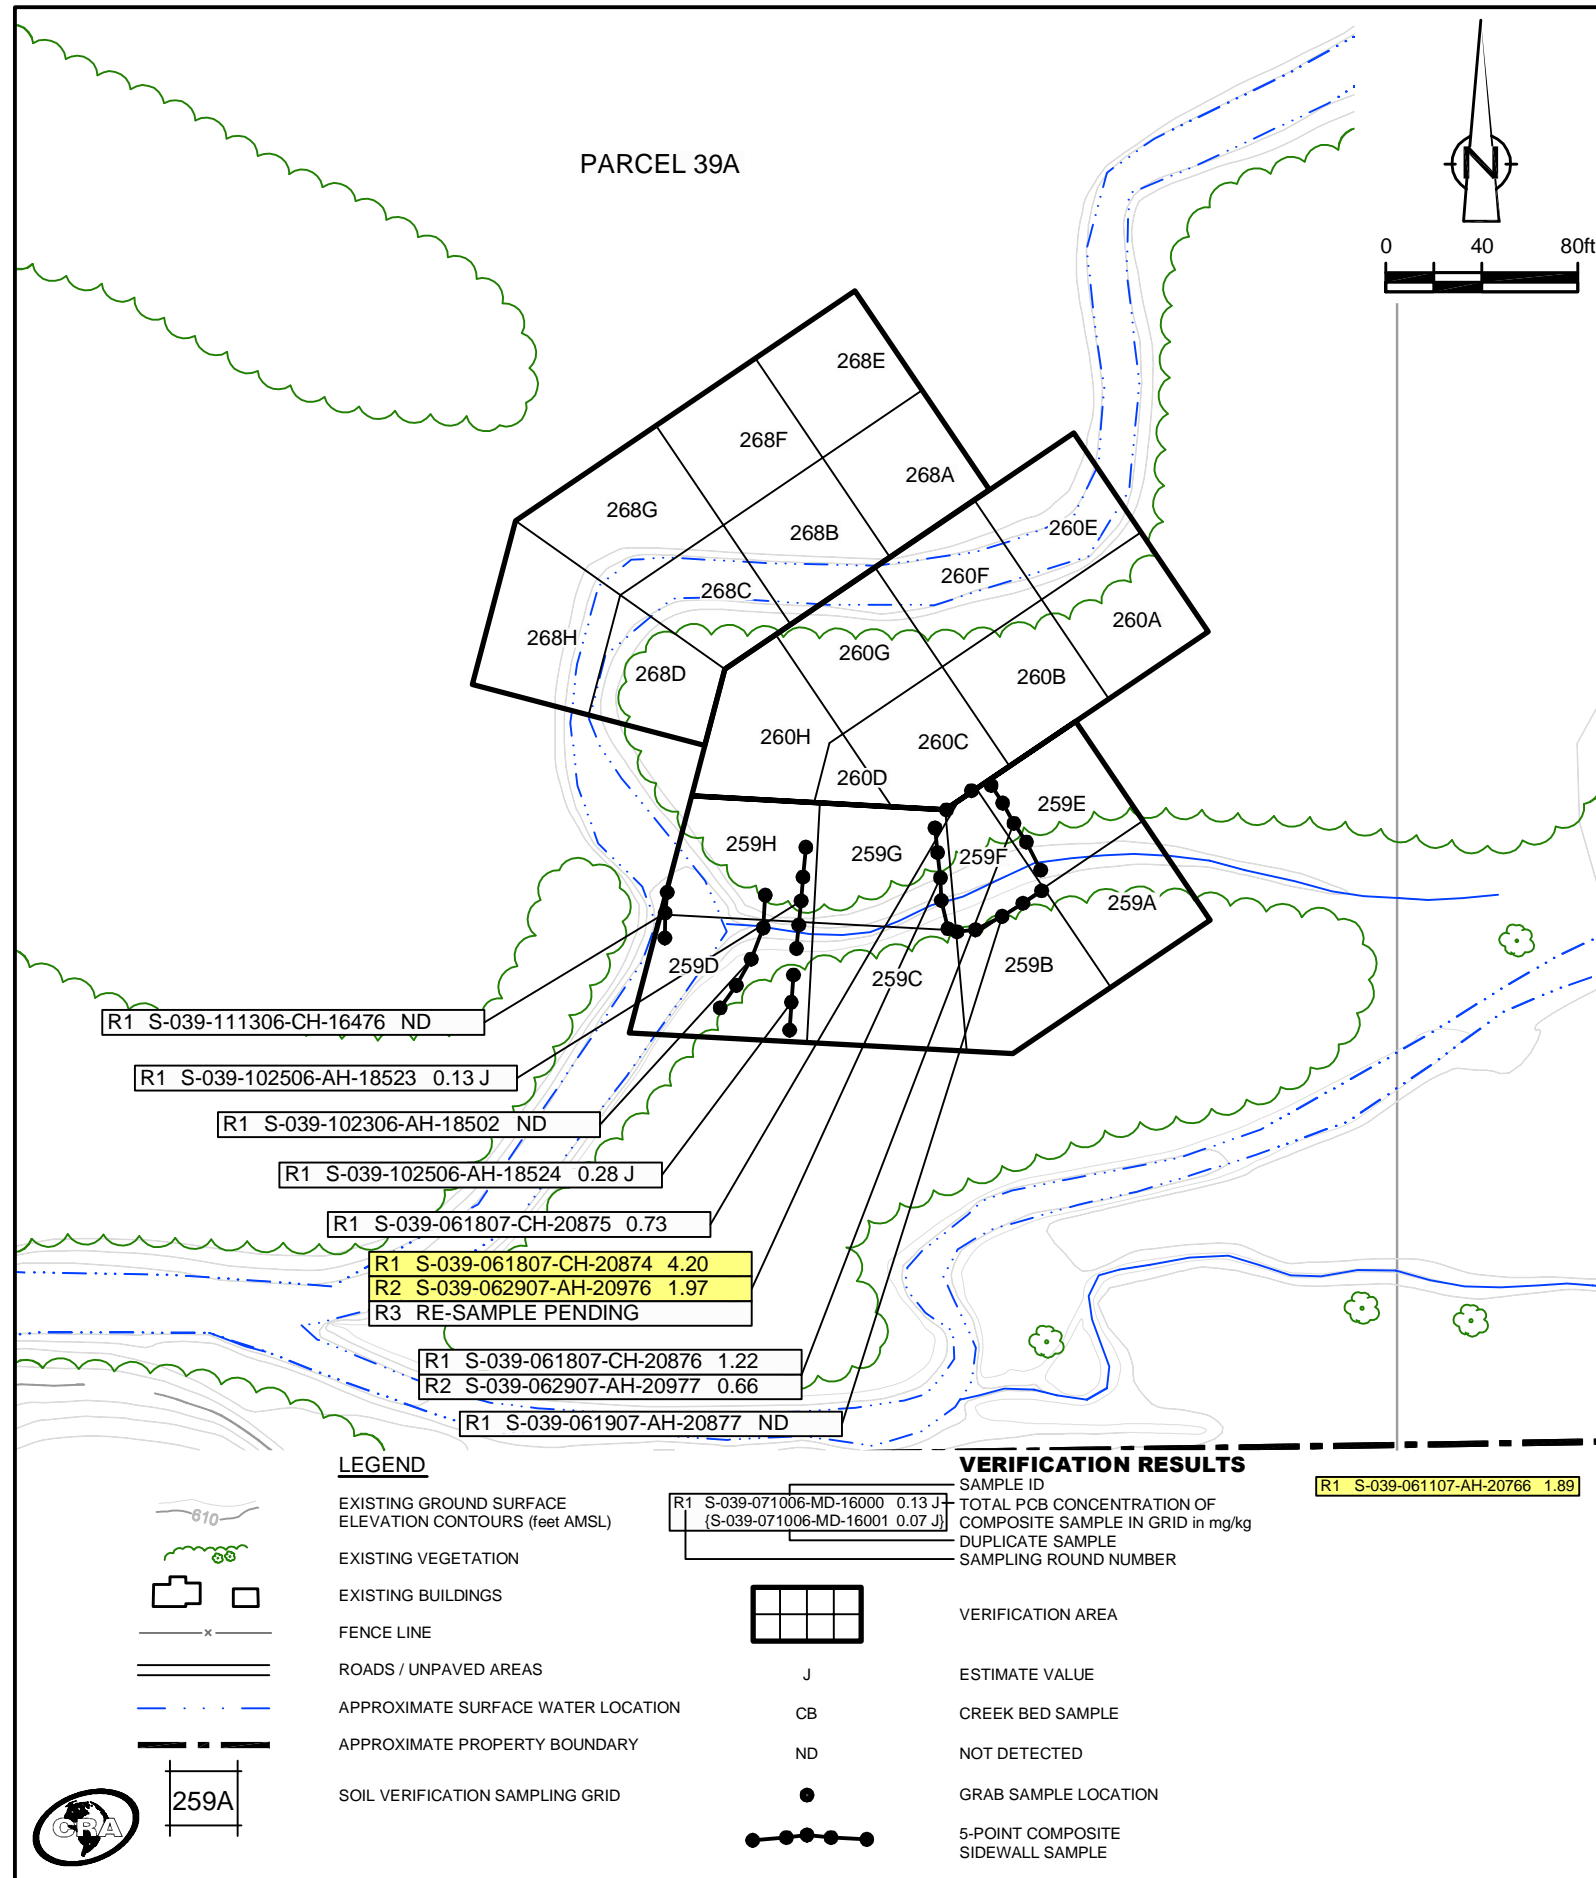 PARCEL 39A
N
0 40 80ft
268E
268F
268A
268G
268B
260E
260F
268C
260A
268H
260G
268D
260B
260H
260C
260D
259E
259H
259G
259F
259A
259D
259C
259B
R1 S-039-111306-CH-16476 ND
R1 S-039-102506-AH-18523 0.13 J
R1 S-039-102306-AH-18502 ND
R1 S-039-102506-AH-18524 0.28 J
R1 S-039-061807-CH-20875 0.73
R1 S-039-061807-CH-20874 4.20
R2 S-039-062907-AH-20976 1.97
R3 RE-SAMPLE PENDING
R1 S-039-061807-CH-20876 1.22
R2 S-039-062907-AH-20977 0.66
R1 S-039-061907-AH-20877 ND
LEGEND
610
EXISTING GROUND SURFACE
ELEVATION CONTOURS (feet AMSL)
EXISTING VEGETATION
EXISTING BUILDINGS
x
FENCE LINE
ROADS / UNPAVED AREAS
APPROXIMATE SURFACE WATER LOCATION
APPROXIMATE PROPERTY BOUNDARY
259A
SOIL VERIFICATION SAMPLING GRID
CRA
VERIFICATION RESULTS
R1 S-039-071006-MD-16000 0.13 J
{S-039-071006-MD-16001 0.07 J}
SAMPLE ID
TOTAL PCB CONCENTRATION OF
COMPOSITE SAMPLE IN GRID in mg/kg
DUPLICATE SAMPLE
SAMPLING ROUND NUMBER
R1 S-039-061107-AH-20766 1.89
VERIFICATION AREA
J ESTIMATE VALUE
CB CREEK BED SAMPLE
ND NOT DETECTED
GRAB SAMPLE LOCATION
5-POINT COMPOSITE
SIDEWALL SAMPLE